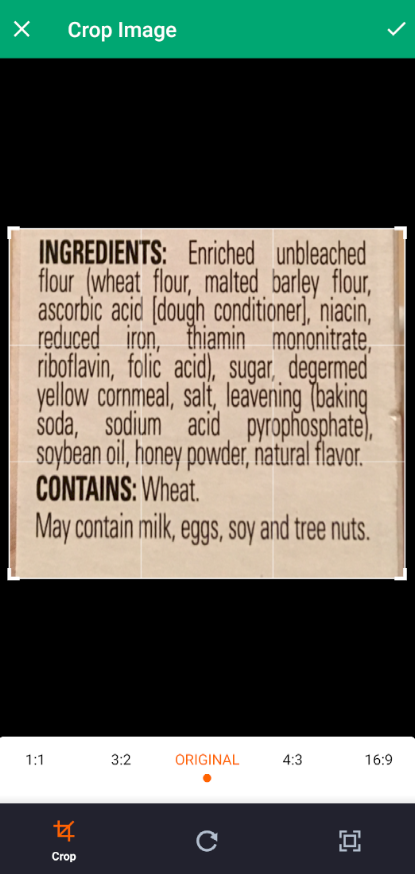 Crop Image
INGREDIENTS: Enriched unbleached
flour (wheat flour, malted barley flour,
ascorbic acid [dough conditioner], niacin,
reduced iron, thiamin mononitrate,
riboflavin, folic acid), sugar, degermed
yellow cornmeal, salt, leavening (baking
soda, sodium acid pyrophosphate),
soybean oil, honey powder, natural flavor.
CONTAINS: Wheat.
May contain milk, eggs, soy and tree nuts.
1:1 3:2 ORIGINAL 4:3 16:9
Crop